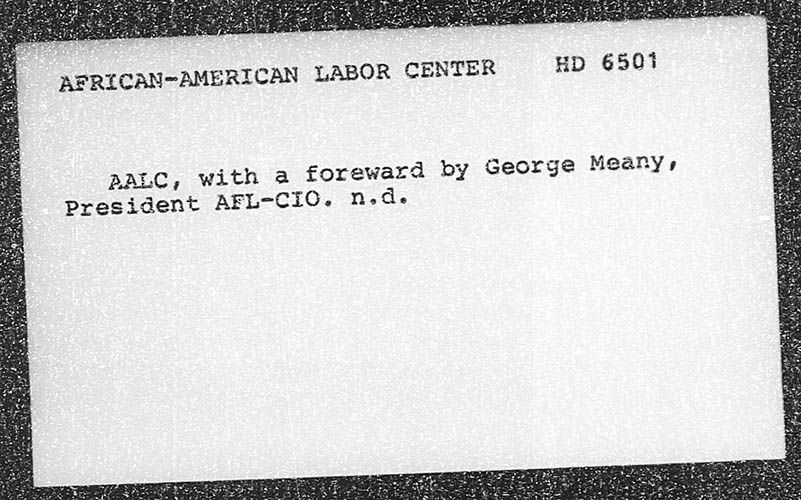 AFRICAN-AMERICAN LABOR CENTER HD 6501
AALC, with a foreward by George Meany,
President AFL-CIO. n.d.